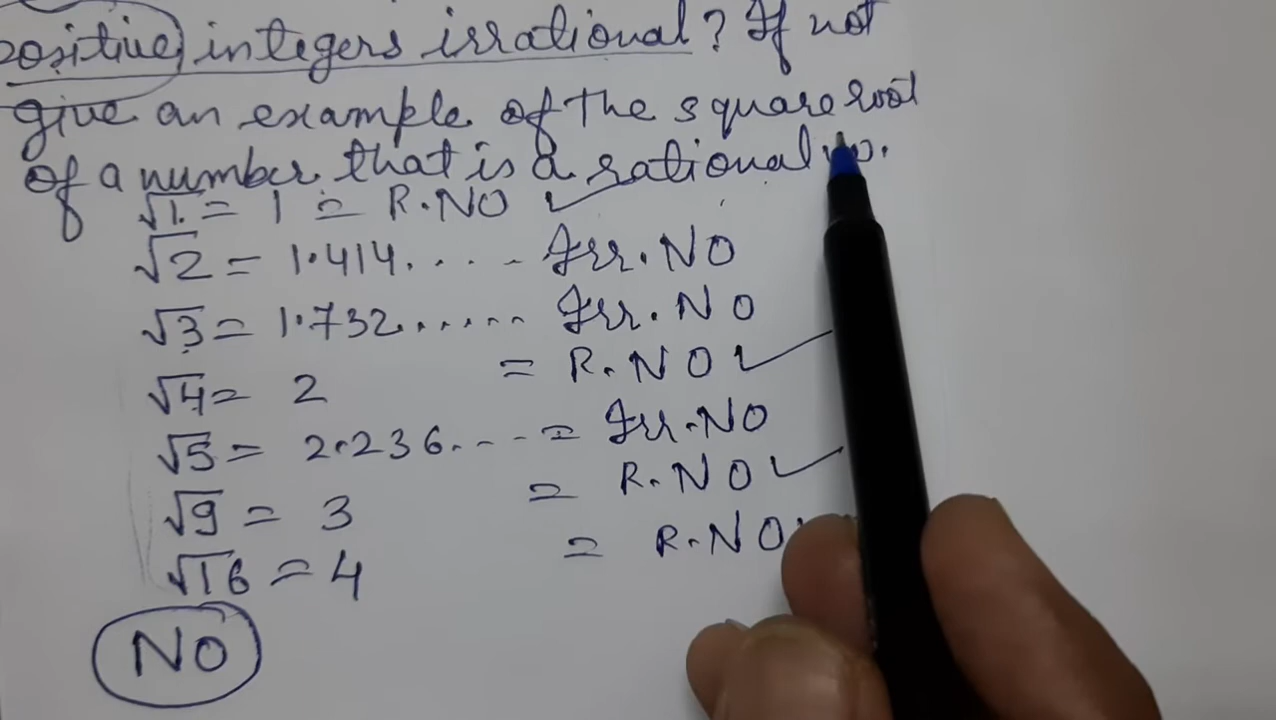 positive integers irrational? If not
give an example of the square root
of a number that is a rational no.
√1 = 1 = R.NO ✓
√2 = 1.414.... - Irr.NO
√3 = 1.732...... Irr.NO
√4 = 2 = R.NO ✓
√5 = 2.236.--- = Irr.NO
√9 = 3 = R.NO ✓
√16 = 4 = R.NO
NO